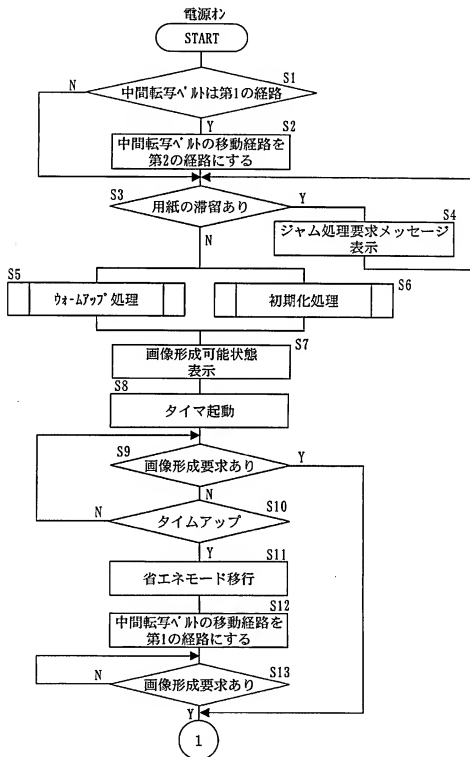 電源オン
START
S1
N
中間転写ベルトは第1の経路
Y
S2
中間転写ベルトの移動経路を
第2の経路にする
S3
用紙の滞留あり
Y
N
S4
ジャム処理要求メッセージ
表示
S5
ウォームアップ処理
S6
初期化処理
S7
画像形成可能状態
表示
S8
タイマ起動
S9
画像形成要求あり
Y
N
S10
N
タイムアップ
Y
S11
省エネモード移行
S12
中間転写ベルトの移動経路を
第1の経路にする
S13
N
画像形成要求あり
Y
1